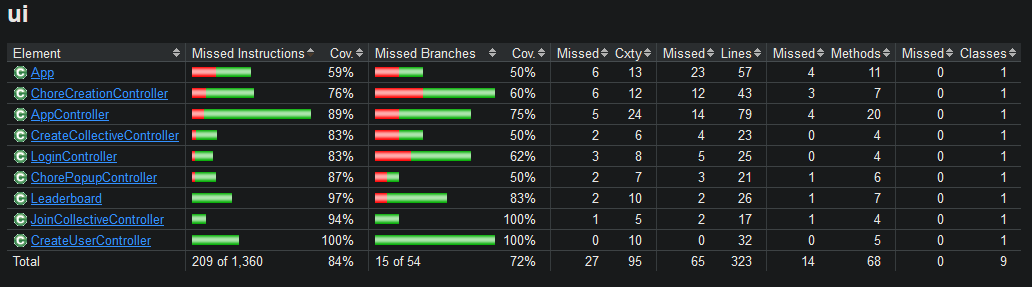 ui
Element Missed Instructions Cov. Missed Branches Cov. Missed Cxty Missed Lines Missed Methods Missed Classes
C App 59% 50% 6 13 23 57 4 11 0 1
C ChoreCreationController 76% 60% 6 12 12 43 3 7 0 1
C AppController 89% 75% 5 24 14 79 4 20 0 1
C CreateCollectiveController 83% 50% 2 6 4 23 0 4 0 1
C LoginController 83% 62% 3 8 5 25 0 4 0 1
C ChorePopupController 87% 50% 2 7 3 21 1 6 0 1
C Leaderboard 97% 83% 2 10 2 26 1 7 0 1
C JoinCollectiveController 94% 100% 1 5 2 17 1 4 0 1
C CreateUserController 100% 100% 0 10 0 32 0 5 0 1
Total 209 of 1,360 84% 15 of 54 72% 27 95 65 323 14 68 0 9